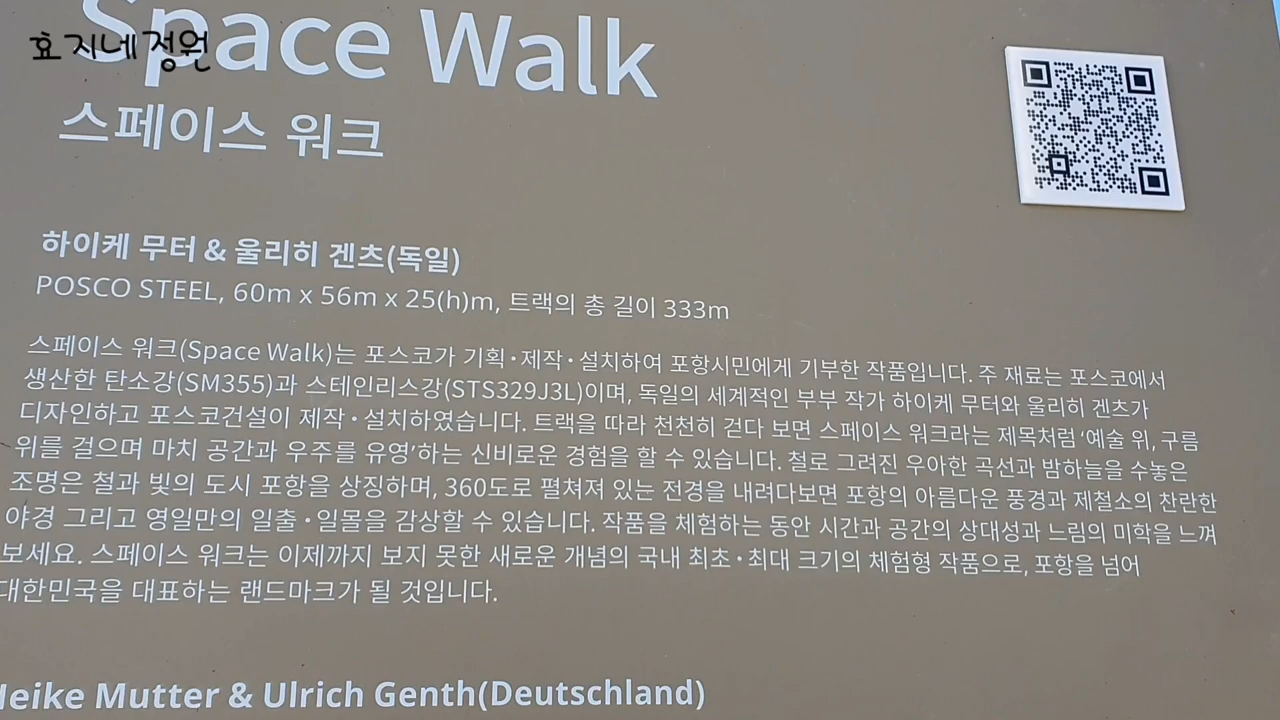 효지네정원
Space Walk
스페이스 워크
하이케 무터 & 울리히 겐츠(독일)
POSCO STEEL, 60m x 56m x 25(h)m, 트랙의 총 길이 333m
스페이스 워크(Space Walk)는 포스코가 기획·제작·설치하여 포항시민에게 기부한 작품입니다. 주 재료는 포스코에서
생산한 탄소강(SM355)과 스테인리스강(STS329J3L)이며, 독일의 세계적인 부부 작가 하이케 무터와 울리히 겐츠가
디자인하고 포스코건설이 제작·설치하였습니다. 트랙을 따라 천천히 걷다 보면 스페이스 워크라는 제목처럼 '예술 위, 구름
위를 걸으며 마치 공간과 우주를 유영'하는 신비로운 경험을 할 수 있습니다. 철로 그려진 우아한 곡선과 밤하늘을 수놓은
조명은 철과 빛의 도시 포항을 상징하며, 360도로 펼쳐져 있는 전경을 내려다보면 포항의 아름다운 풍경과 제철소의 찬란한
야경 그리고 영일만의 일출·일몰을 감상할 수 있습니다. 작품을 체험하는 동안 시간과 공간의 상대성과 느림의 미학을 느껴
보세요. 스페이스 워크는 이제까지 보지 못한 새로운 개념의 국내 최초·최대 크기의 체험형 작품으로, 포항을 넘어
대한민국을 대표하는 랜드마크가 될 것입니다.
Heike Mutter & Ulrich Genth(Deutschland)